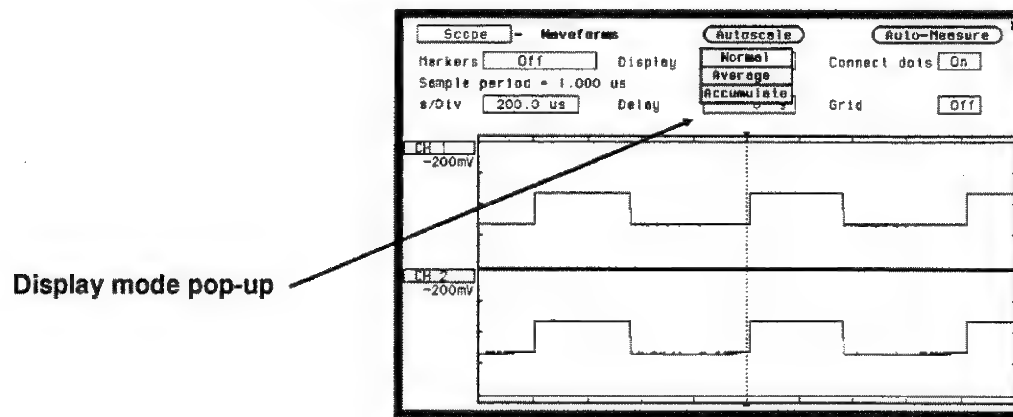 Scope - Waveforms Autoscale Auto-Measure
Markers Off Display Normal Connect dots On
Average
Sample period = 1.000 us
Accumulate
s/Div 200.0 us Delay s Grid Off
CH 1
-200mV
Display mode pop-up
CH 2
-200mV